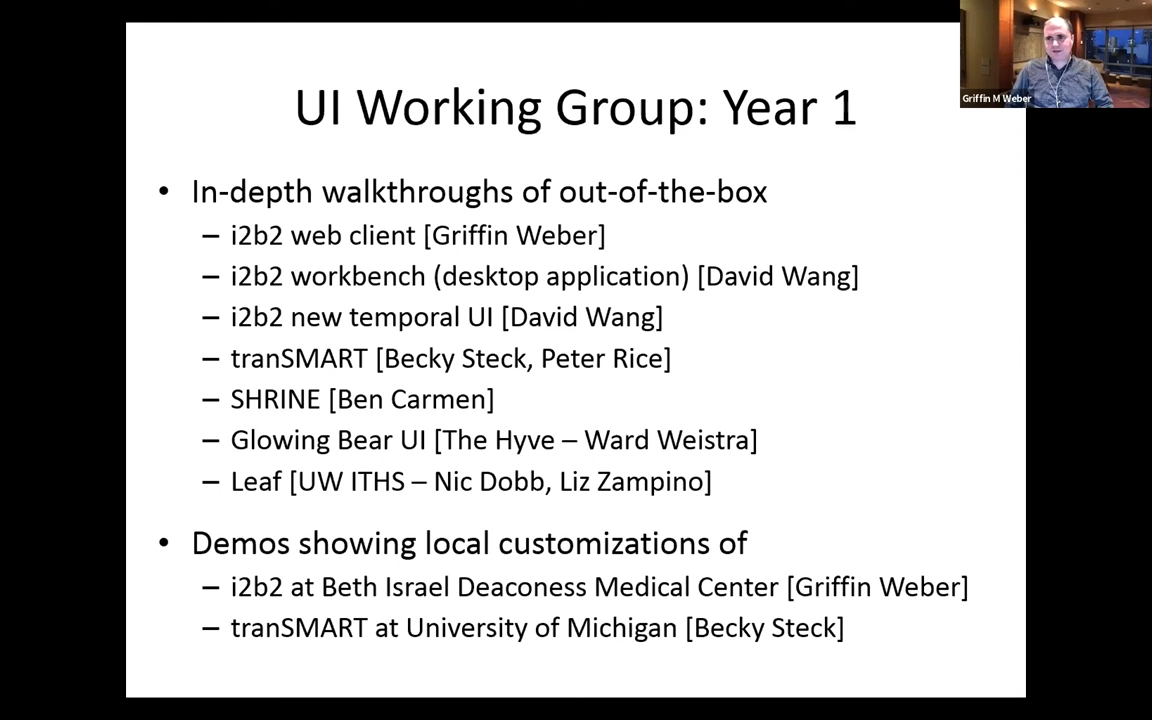 UI Working Group: Year 1
Griffin M Weber
• In-depth walkthroughs of out-of-the-box
– i2b2 web client [Griffin Weber]
– i2b2 workbench (desktop application) [David Wang]
– i2b2 new temporal UI [David Wang]
– tranSMART [Becky Steck, Peter Rice]
– SHRINE [Ben Carmen]
– Glowing Bear UI [The Hyve – Ward Weistra]
– Leaf [UW ITHS – Nic Dobb, Liz Zampino]
• Demos showing local customizations of
– i2b2 at Beth Israel Deaconess Medical Center [Griffin Weber]
– tranSMART at University of Michigan [Becky Steck]